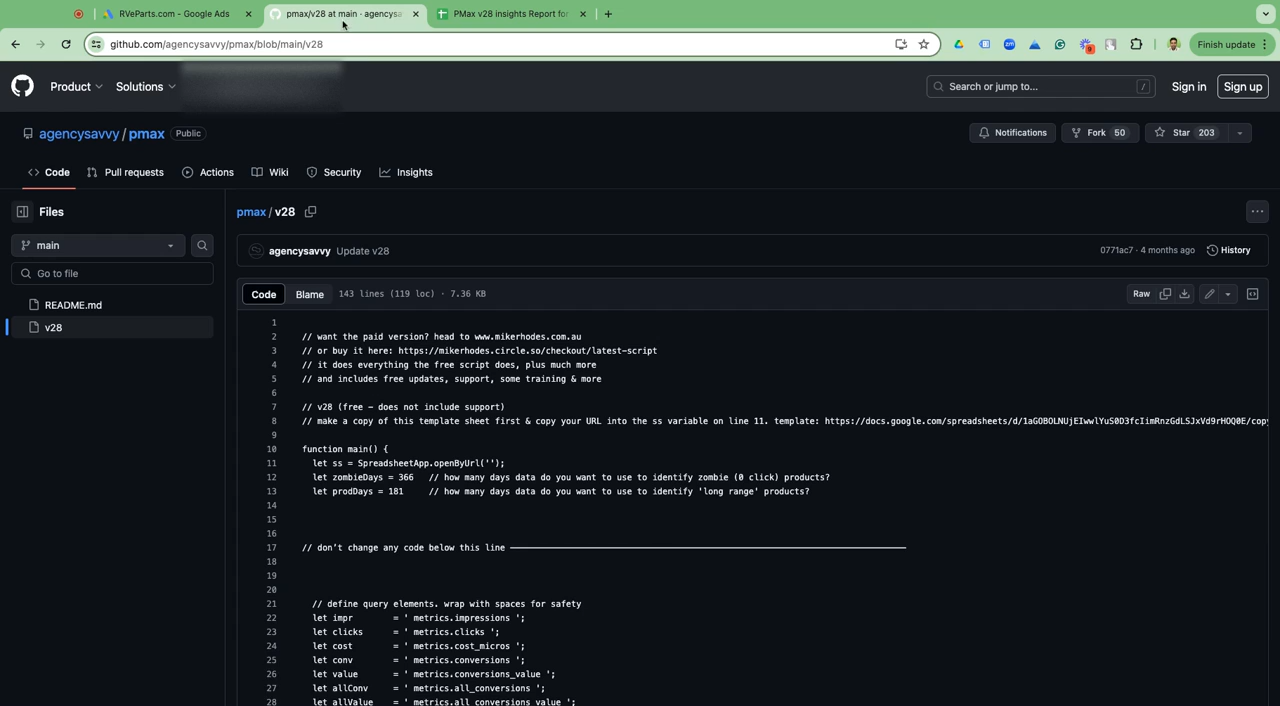 RVeParts.com - Google Ads
pmax/v28 at main · agencysa
PMax v28 insights Report for
github.com/agencysavvy/pmax/blob/main/v28
Finish update
Product
Solutions
Search or jump to...
/
Sign in
Sign up
agencysavvy / pmax
Public
Notifications
Fork 50
Star 203
Code
Pull requests
Actions
Wiki
Security
Insights
Files
main
Go to file
README.md
v28
pmax / v28
agencysavvy Update v28
0771ac7 · 4 months ago
History
Code
Blame
143 lines (119 loc) · 7.36 KB
Raw
1
2 // want the paid version? head to www.mikerhodes.com.au
3 // or buy it here: https://mikerhodes.circle.so/checkout/latest-script
4 // it does everything the free script does, plus much more
5 // and includes free updates, support, some training & more
6
7 // v28 (free – does not include support)
8 // make a copy of this template sheet first & copy your URL into the ss variable on line 11. template: https://docs.google.com/spreadsheets/d/1aGOBOLNUjEIwwlYuS0D3fcIimRnzGdLSJxVd9rHOQ0E/copy
9
10 function main() {
11 let ss = SpreadsheetApp.openByUrl('');
12 let zombieDays = 366 // how many days data do you want to use to identify zombie (0 click) products?
13 let prodDays = 181 // how many days data do you want to use to identify 'long range' products?
14
15
16
17 // don’t change any code below this line ——————————————————————————
18
19
20
21 // define query elements. wrap with spaces for safety
22 let impr = ' metrics.impressions ';
23 let clicks = ' metrics.clicks ';
24 let cost = ' metrics.cost_micros ';
25 let conv = ' metrics.conversions ';
26 let value = ' metrics.conversions_value ';
27 let allConv = ' metrics.all_conversions ';
28 let allValue = ' metrics.all_conversions_value ';